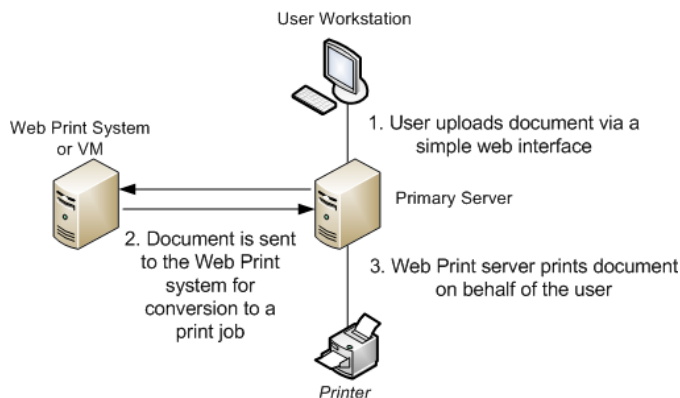 User Workstation
1. User uploads document via a
simple web interface
Web Print System
or VM
Primary Server
2. Document is sent
to the Web Print
system for
conversion to a
print job
3. Web Print server prints document
on behalf of the user
Printer